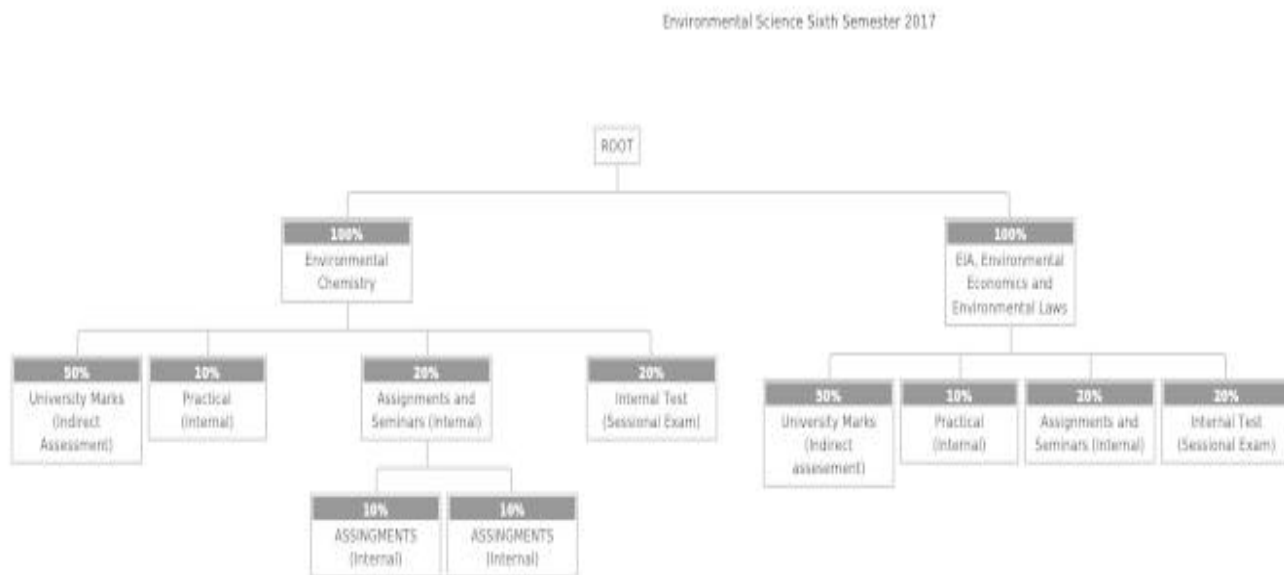 Environmental Science Sixth Semester 2017
ROOT
100%
Environmental
Chemistry
100%
EIA, Environmental
Economics and
Environmental Laws
50%
University Marks
(Indirect
Assessment)
10%
Practical
(Internal)
20%
Assignments and
Seminars (Internal)
20%
Internal Test
(Sessional Exam)
10%
ASSINGMENTS
(Internal)
10%
ASSINGMENTS
(Internal)
50%
University Marks
(Indirect
assesement)
10%
Practical
(Internal)
20%
Assignments and
Seminars (Internal)
20%
Internal Test
(Sessional Exam)